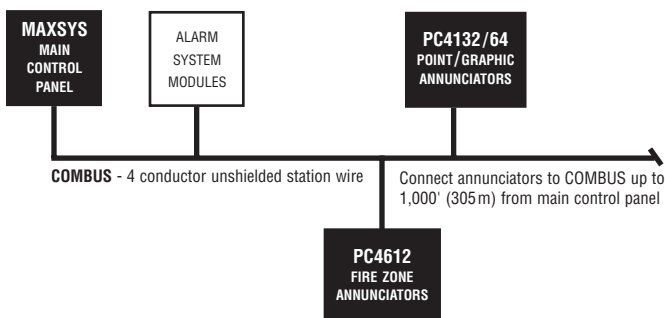 MAXSYS
MAIN
CONTROL
PANEL
ALARM
SYSTEM
MODULES
PC4132/64
POINT/GRAPHIC
ANNUNCIATORS
COMBUS - 4 conductor unshielded station wire
Connect annunciators to COMBUS up to
1,000' (305m) from main control panel
PC4612
FIRE ZONE
ANNUNCIATORS